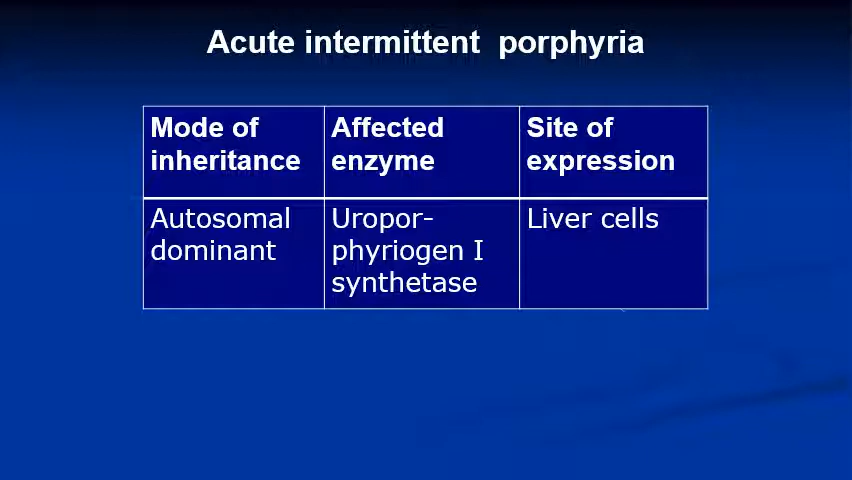 Acute intermittent porphyria
Mode of inheritance
Affected enzyme
Site of expression
Autosomal dominant
Uropor-
phyriogen I
synthetase
Liver cells